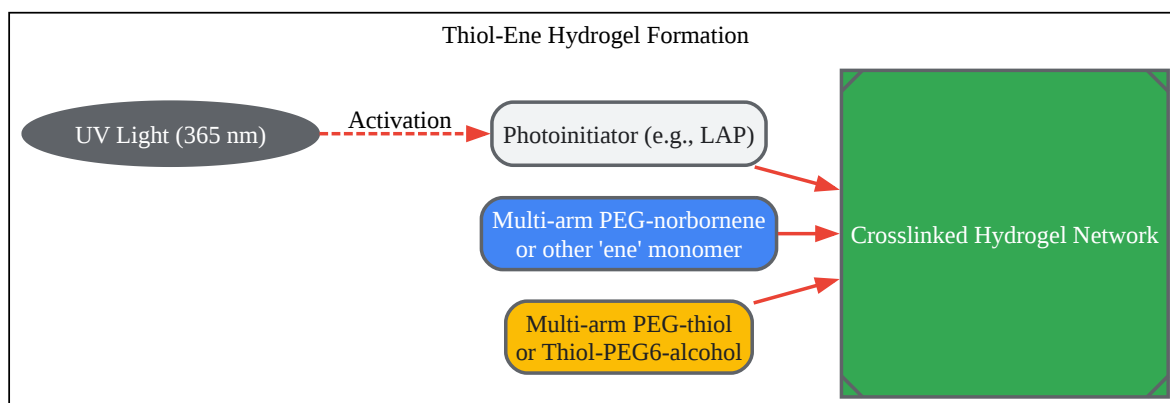 Thiol-Ene Hydrogel Formation
UV Light (365 nm)
Activation
Photoinitiator (e.g., LAP)
Multi-arm PEG-norbornene
or other 'ene' monomer
Multi-arm PEG-thiol
or Thiol-PEG6-alcohol
Crosslinked Hydrogel Network